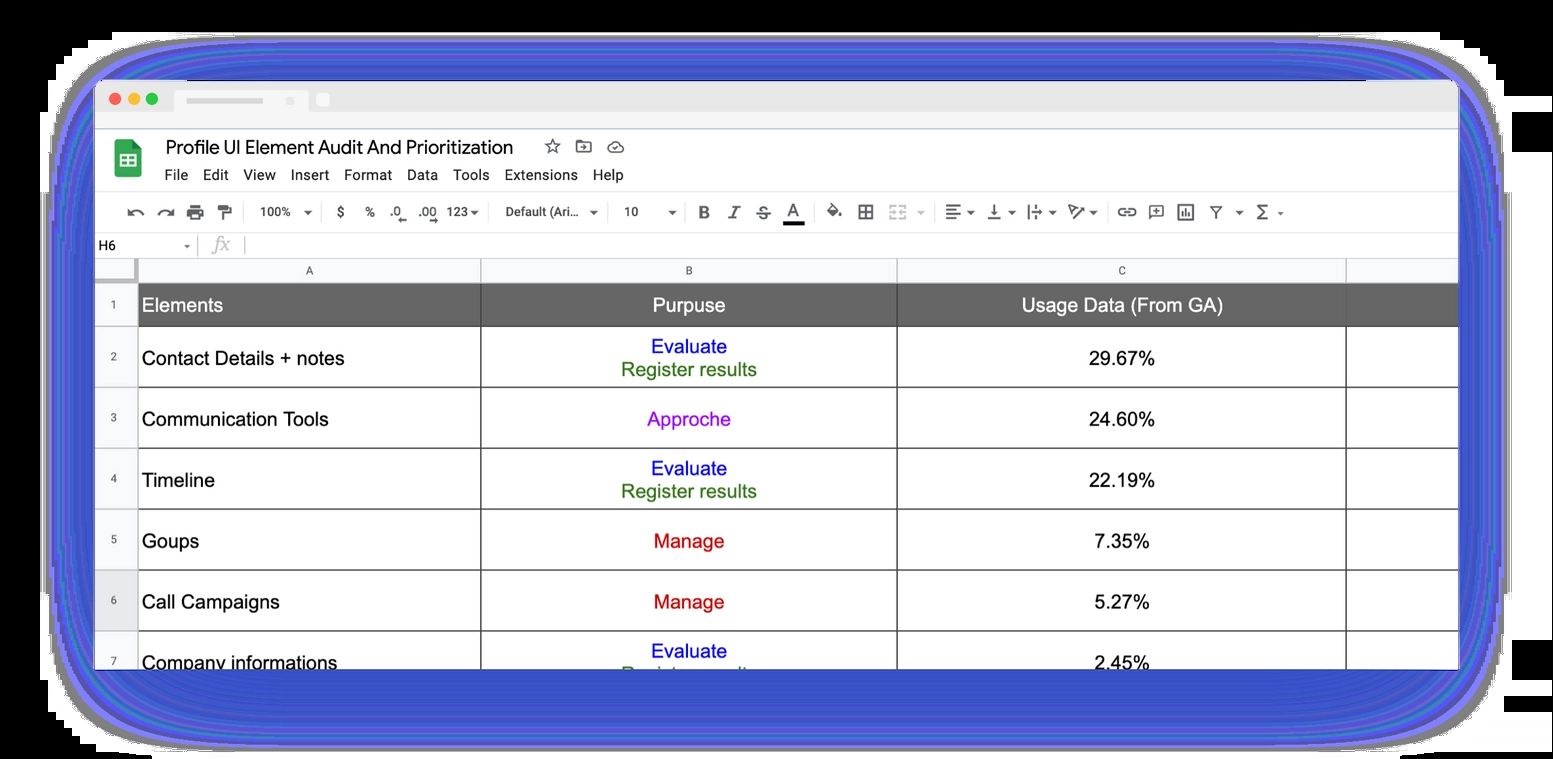 Profile UI Element Audit And Prioritization
File Edit View Insert Format Data Tools Extensions Help
100% $ % .0 .00 123 Default (Ari... 10 B I S A
H6 fx
A B C
1 Elements Purpuse Usage Data (From GA)
2 Contact Details + notes Evaluate Register results 29.67%
3 Communication Tools Approche 24.60%
4 Timeline Evaluate Register results 22.19%
5 Goups Manage 7.35%
6 Call Campaigns Manage 5.27%
7 Company informations Evaluate 2.45%